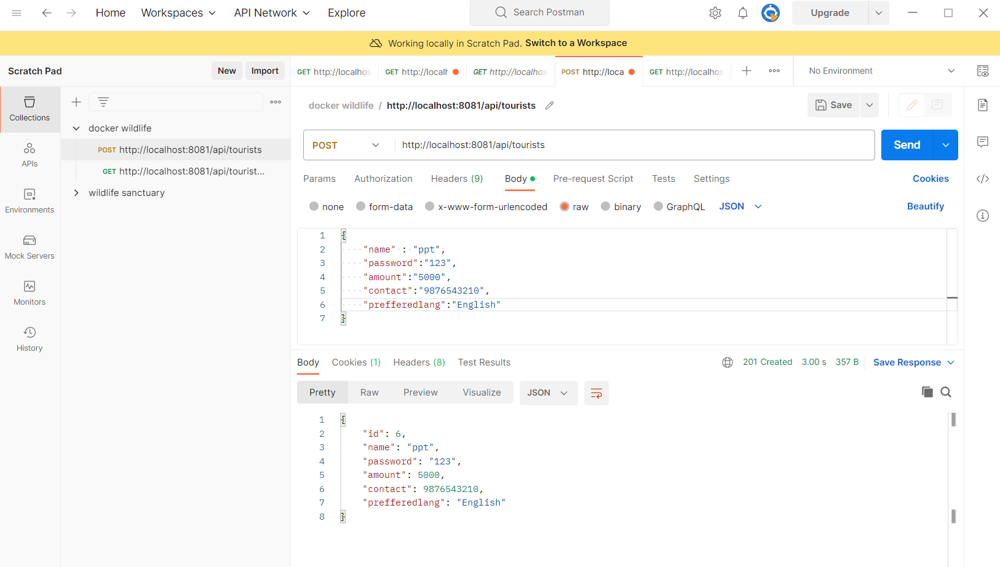 Home Workspaces API Network Explore Search Postman Upgrade
Working locally in Scratch Pad. Switch to a Workspace
Scratch Pad New Import GET http://localhos GET http://localh GET http://localhos POST http://loca GET http://localhos No Environment
Collections
APIs
Environments
Mock Servers
Monitors
History
docker wildlife
POST http://localhost:8081/api/tourists
GET http://localhost:8081/api/tourist...
wildlife sanctuary
docker wildlife / http://localhost:8081/api/tourists Save
POST http://localhost:8081/api/tourists Send
Params Authorization Headers (9) Body Pre-request Script Tests Settings Cookies
none form-data x-www-form-urlencoded raw binary GraphQL JSON Beautify
1 {
2 "name" : "ppt",
3 "password":"123",
4 "amount":"5000",
5 "contact":"9876543210",
6 "prefferedlang":"English"
7 }
Body Cookies (1) Headers (8) Test Results 201 Created 3.00 s 357 B Save Response
Pretty Raw Preview Visualize JSON
1 {
2 "id": 6,
3 "name": "ppt",
4 "password": "123",
5 "amount": 5000,
6 "contact": 9876543210,
7 "prefferedlang": "English"
8 }